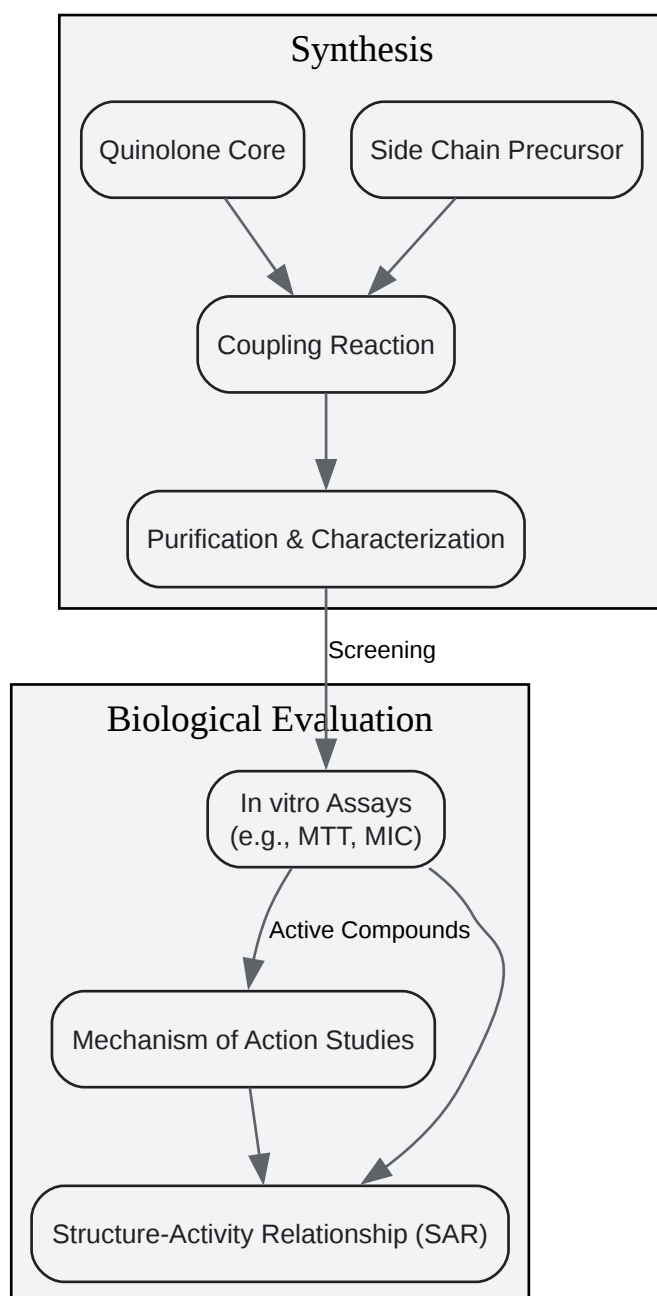 Synthesis
Quinolone Core
Side Chain Precursor
Coupling Reaction
Purification & Characterization
Screening
Biological Evaluation
In vitro Assays
(e.g., MTT, MIC)
Active Compounds
Mechanism of Action Studies
Structure-Activity Relationship (SAR)